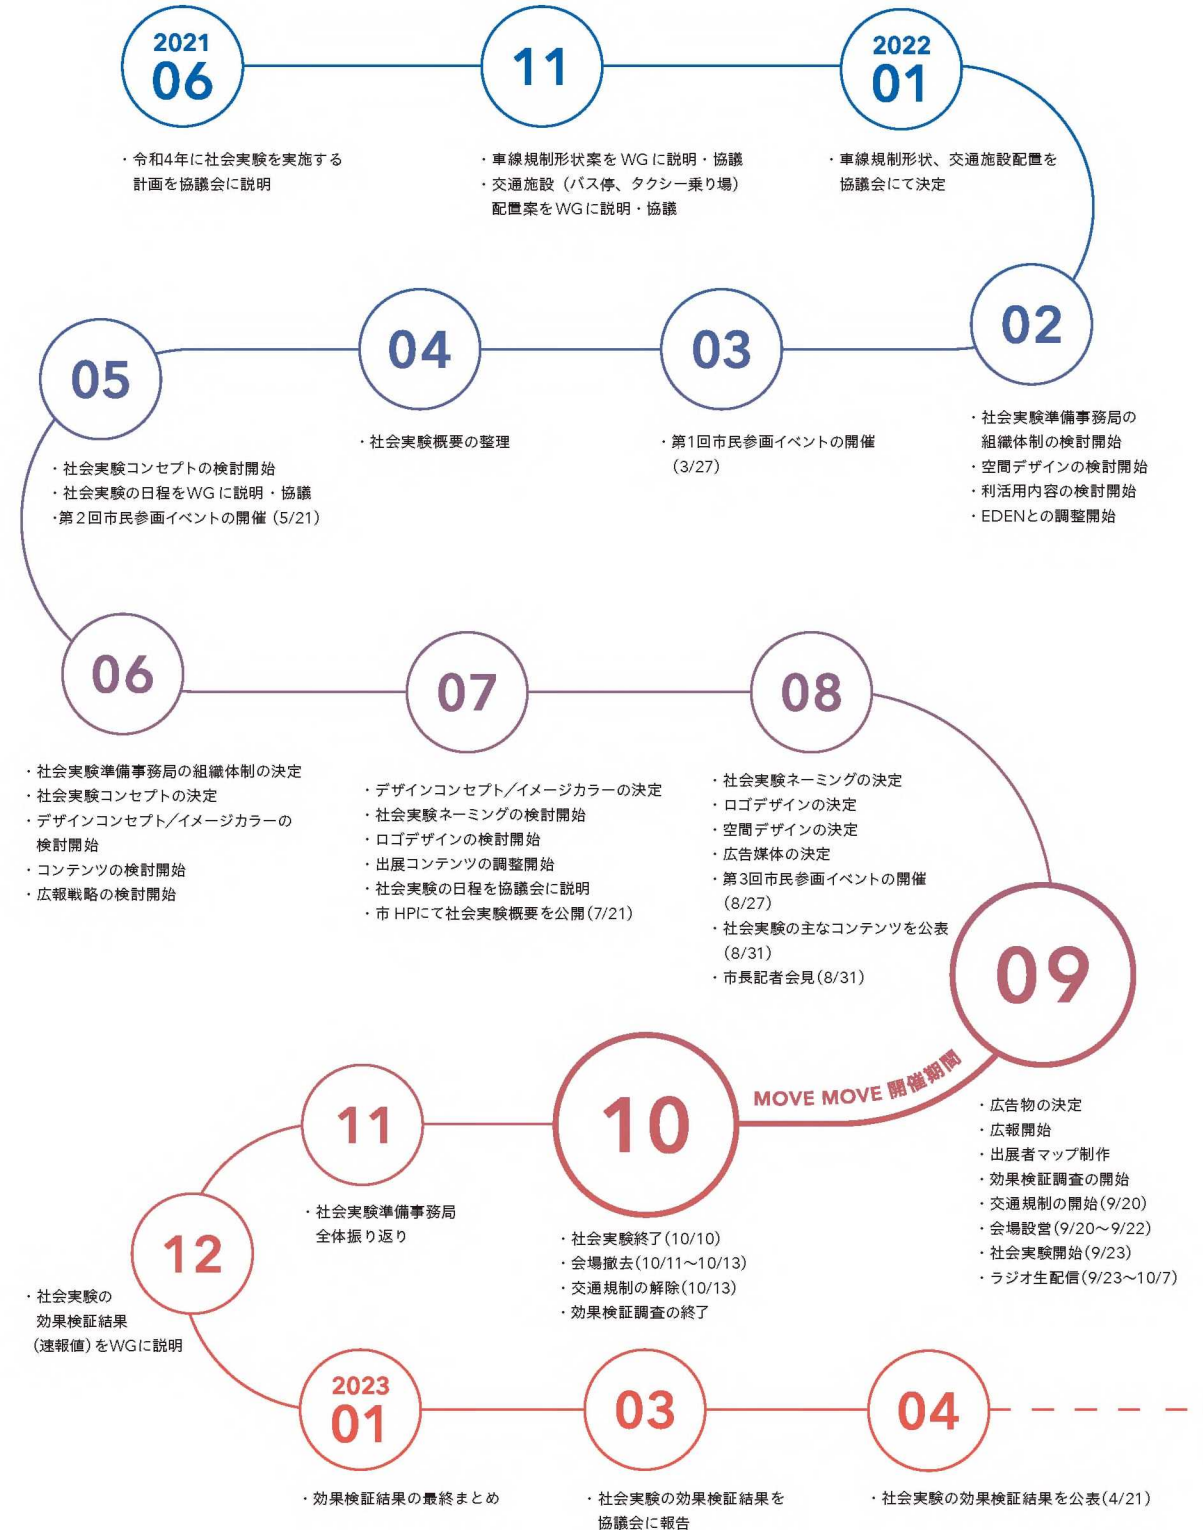 2021
06
・令和4年に社会実験を実施する
計画を協議会に説明
11
・車線規制形状案をWGに説明・協議
・交通施設（バス停、タクシー乗り場）
配置案をWGに説明・協議
2022
01
・車線規制形状、交通施設配置を
協議会にて決定
02
・社会実験準備事務局の
組織体制の検討開始
・空間デザインの検討開始
・利活用内容の検討開始
・EDENとの調整開始
03
・第1回市民参画イベントの開催
(3/27)
04
・社会実験概要の整理
05
・社会実験コンセプトの検討開始
・社会実験の日程をWGに説明・協議
・第2回市民参画イベントの開催(5/21)
06
・社会実験準備事務局の組織体制の決定
・社会実験コンセプトの決定
・デザインコンセプト／イメージカラーの
検討開始
・コンテンツの検討開始
・広報戦略の検討開始
07
・デザインコンセプト／イメージカラーの決定
・社会実験ネーミングの検討開始
・ロゴデザインの検討開始
・出展コンテンツの調整開始
・社会実験の日程を協議会に説明
・市HPにて社会実験概要を公開(7/21)
08
・社会実験ネーミングの決定
・ロゴデザインの決定
・空間デザインの決定
・広告媒体の決定
・第3回市民参画イベントの開催
(8/27)
・社会実験の主なコンテンツを公表
(8/31)
・市長記者会見(8/31)
09
・広告物の決定
・広報開始
・出展者マップ制作
・効果検証調査の開始
・交通規制の開始(9/20)
・会場設営(9/20～9/22)
・社会実験開始(9/23)
・ラジオ生配信(9/23～10/7)
MOVE MOVE 開催期間
10
・社会実験終了(10/10)
・会場撤去(10/11～10/13)
・交通規制の解除(10/13)
・効果検証調査の終了
11
・社会実験準備事務局
全体振り返り
12
・社会実験の
効果検証結果
(速報値)をWGに説明
2023
01
・効果検証結果の最終まとめ
03
・社会実験の効果検証結果を
協議会に報告
04
・社会実験の効果検証結果を公表(4/21)